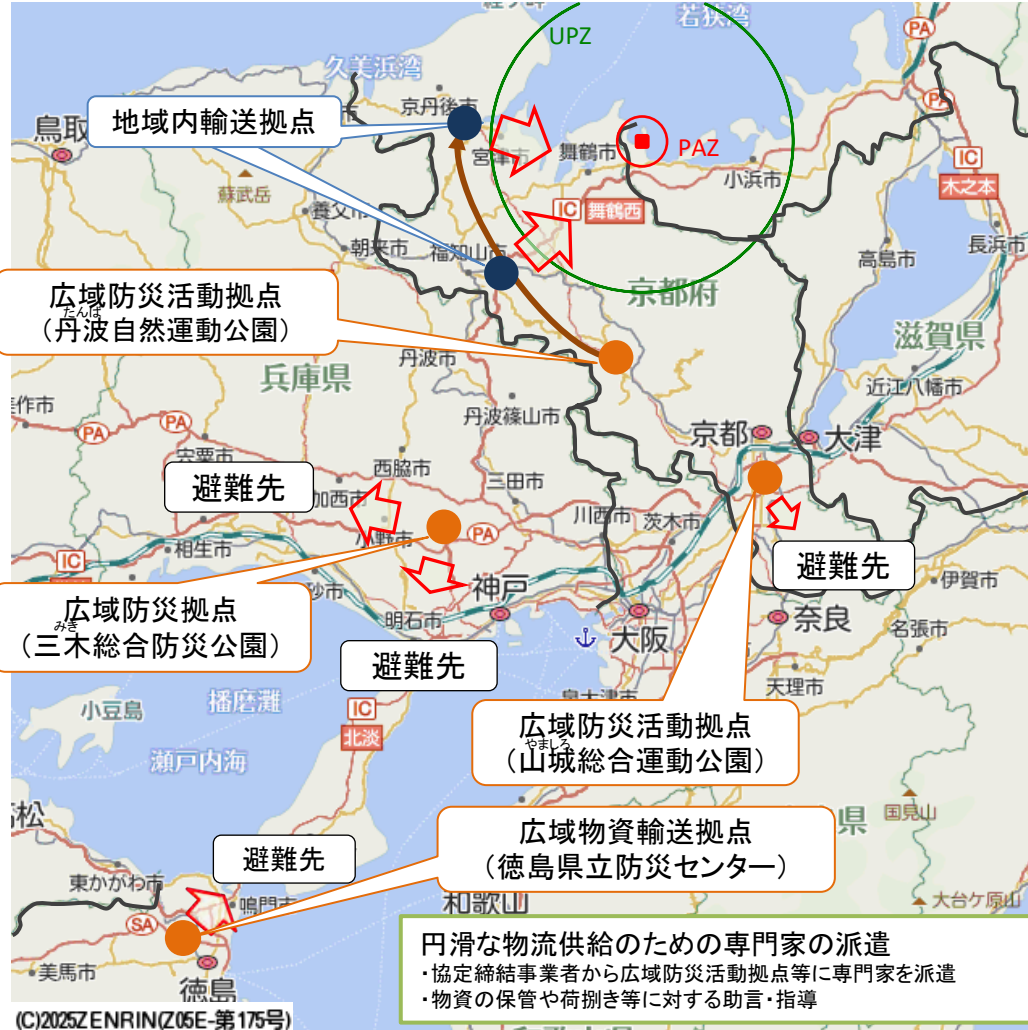 若狭湾
UPZ
PA
久美浜湾
京丹後市
地域内輸送拠点
鳥取
宮津市
舞鶴市
PAZ
小浜市
IC
木之本
蘇武岳
養父市
IC
舞鶴西
長浜市
朝来市
福知山市
高島市
広域防災活動拠点
(丹波自然運動公園)
たんば
京都府
滋賀県
丹波市
兵庫県
近江八幡市
丹波篠山市
PA
PA
宍粟市
京都
大津
西脇市
避難先
加西市
三田市
川西市
茨木市
小野市
PA
IC
相生市
避難先
伊賀市
広域防災拠点
(三木総合防災公園)
みき
砂市
神戸
明石市
奈良
大阪
名張市
避難先
天理市
播磨灘
小豆島
IC
北淡
瀬戸内海
広域防災活動拠点
(山城総合運動公園)
やましろ
国見山
県
松
広域物資輸送拠点
(徳島県立防災センター)
避難先
東かがわ市
鳴門市
和歌山
大台ケ原山
SA
美馬市
徳島
円滑な物流供給のための専門家の派遣
・協定締結事業者から広域防災活動拠点等に専門家を派遣
・物資の保管や荷捌き等に対する助言・指導
(C)2025ZENRIN(Z05E-第175号)